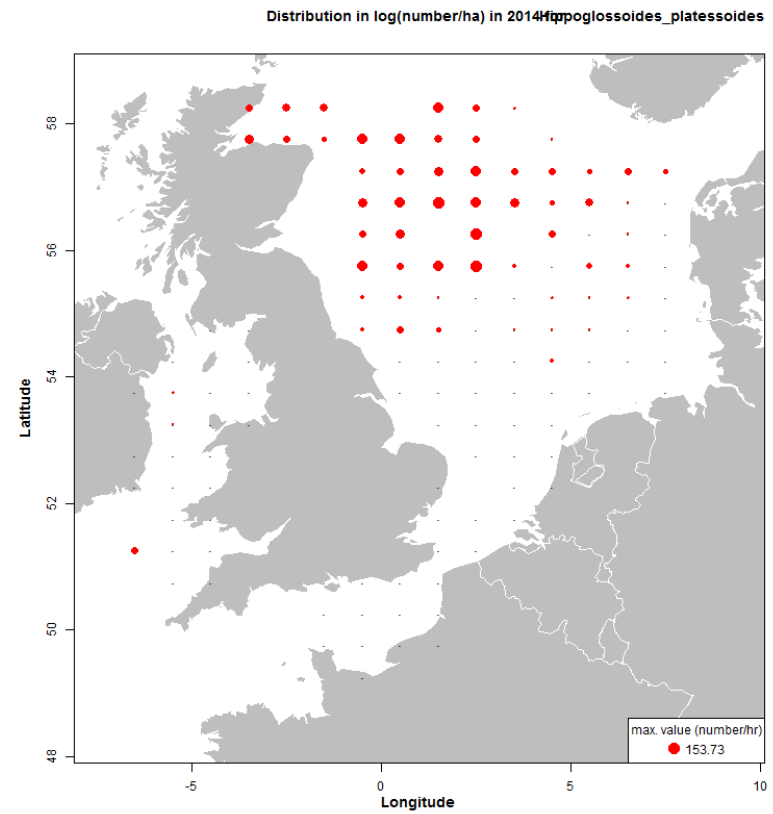 Distribution in log(number/ha) in 2014 for Hippoglossoides_platessoides
58
56
54
52
50
48
Latitude
-5
0
5
10
Longitude
max. value (number/hr)
153.73